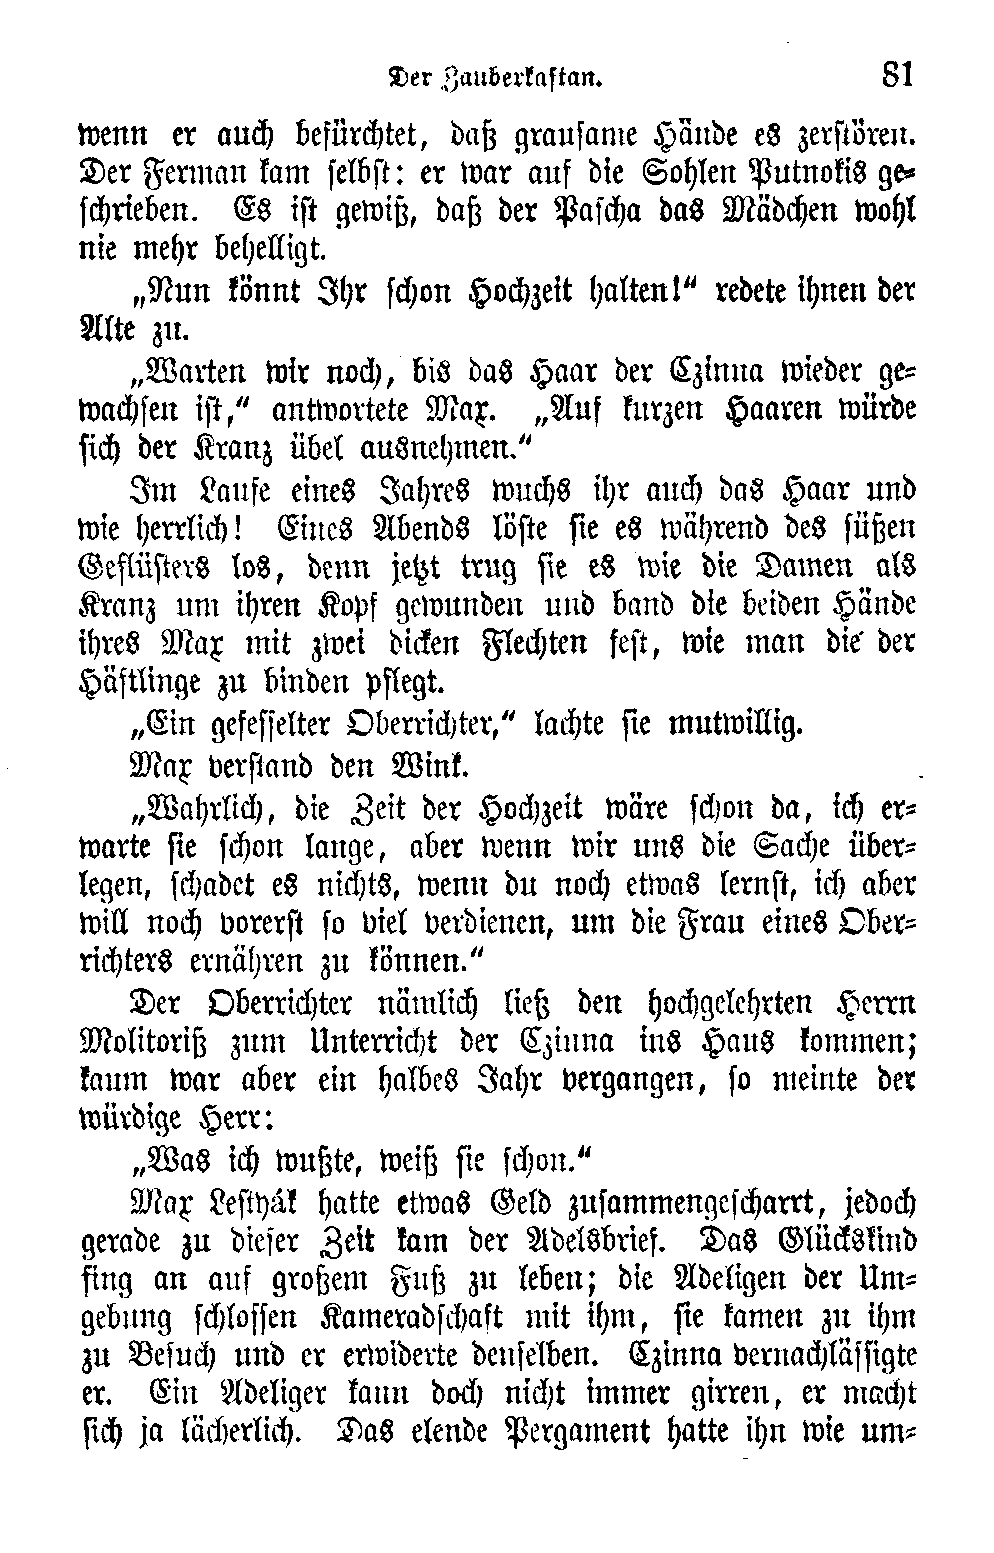 Der Zauberkaftan. 81
wenn er auch befürchtet, daß grausame Hände es zerstören.
Der Ferman kam selbst: er war auf die Sohlen Putnokis ge-
schrieben. Es ist gewiß, daß der Pascha das Mädchen wohl
nie mehr behelligt.
„Nun könnt Ihr schon Hochzeit halten!“ redete ihnen der
Alte zu.
„Warten wir noch, bis das Haar der Czinna wieder ge-
wachsen ist,“ antwortete Max. „Auf kurzen Haaren würde
sich der Kranz übel ausnehmen.“
Im Laufe eines Jahres wuchs ihr auch das Haar und
wie herrlich! Eines Abends löste sie es während des süßen
Geflüsters los, denn jetzt trug sie es wie die Damen als
Kranz um ihren Kopf gewunden und band die beiden Hände
ihres Max mit zwei dicken Flechten fest, wie man die der
Häftlinge zu binden pflegt.
„Ein gefesselter Oberrichter,“ lachte sie mutwillig.
Max verstand den Wink.
„Wahrlich, die Zeit der Hochzeit wäre schon da, ich er-
warte sie schon lange, aber wenn wir uns die Sache über-
legen, schadet es nichts, wenn du noch etwas lernst, ich aber
will noch vorerst so viel verdienen, um die Frau eines Ober-
richters ernähren zu können.“
Der Oberrichter nämlich ließ den hochgelehrten Herrn
Molitoriß zum Unterricht der Czinna ins Haus kommen;
kaum war aber ein halbes Jahr vergangen, so meinte der
würdige Herr:
„Was ich wußte, weiß sie schon.“
Max Lestyák hatte etwas Geld zusammengescharrt, jedoch
gerade zu dieser Zeit kam der Adelsbrief. Das Glückskind
fing an auf großem Fuß zu leben; die Adeligen der Um-
gebung schlossen Kameradschaft mit ihm, sie kamen zu ihm
zu Besuch und er erwiderte denselben. Czinna vernachlässigte
er. Ein Adeliger kann doch nicht immer girren, er macht
sich ja lächerlich. Das elende Pergament hatte ihn wie um-